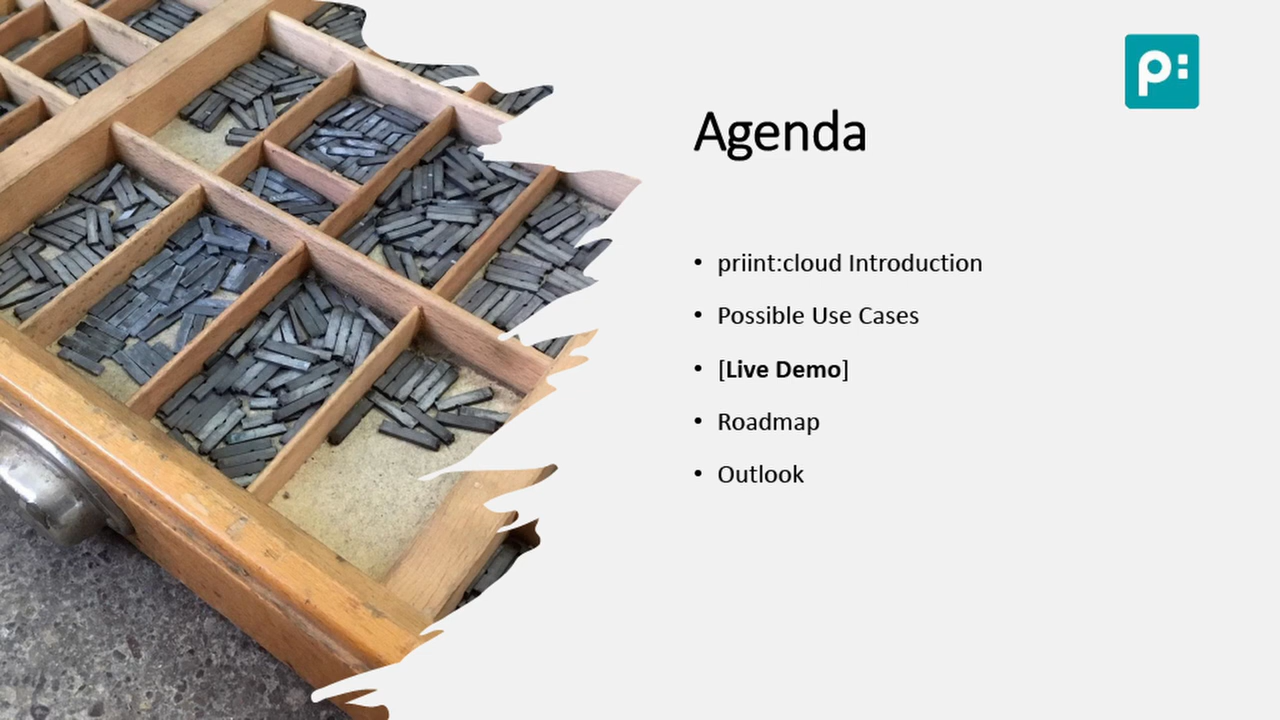 p:
Agenda
• priint:cloud Introduction
• Possible Use Cases
• [Live Demo]
• Roadmap
• Outlook